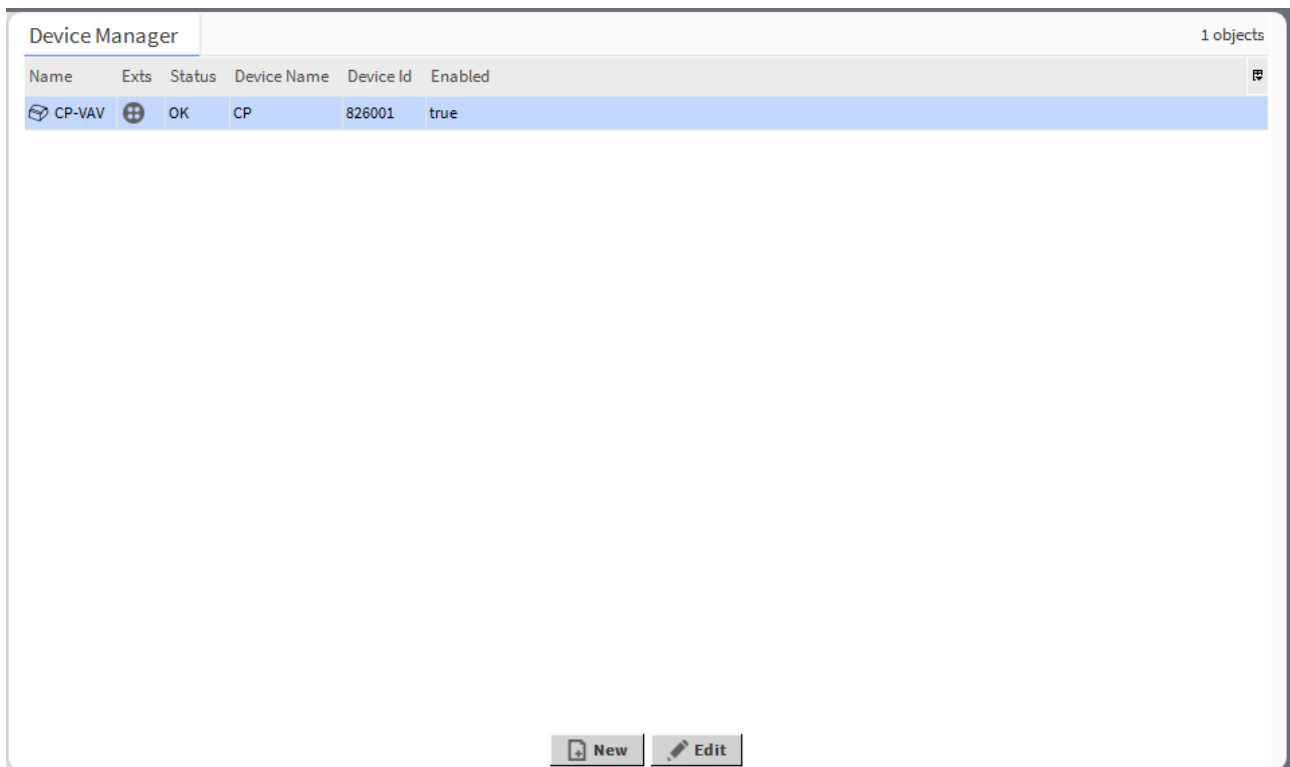 Device Manager 1 objects
Name Exts Status Device Name Device Id Enabled
CP-VAV OK CP 826001 true
New Edit